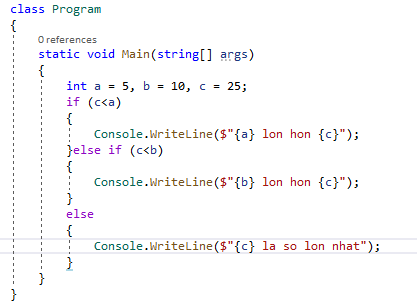 class Program
{
0 references
static void Main(string[] args)
{
int a = 5, b = 10, c = 25;
if (c<a)
{
Console.WriteLine($"{a} lon hon {c}");
}else if (c<b)
{
Console.WriteLine($"{b} lon hon {c}");
}
else
{
Console.WriteLine($"{c} la so lon nhat");
}
}
}